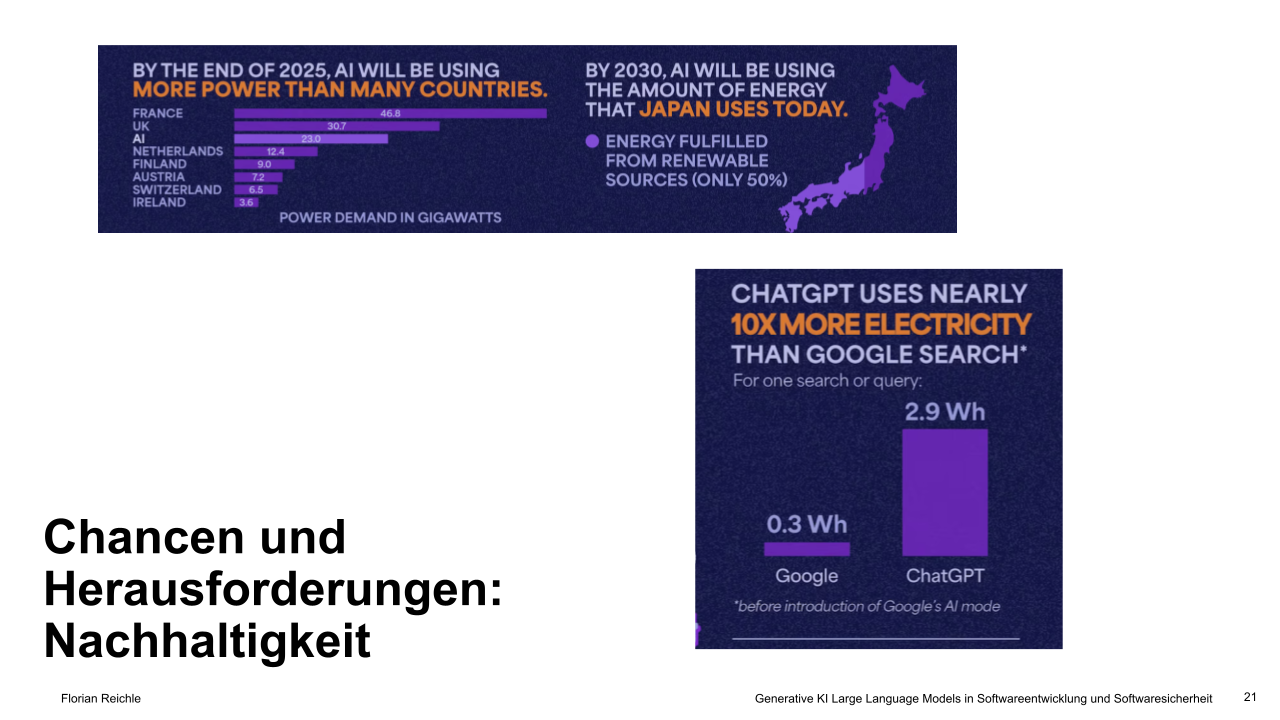 BY THE END OF 2025, AI WILL BE USING
MORE POWER THAN MANY COUNTRIES.
FRANCE 46.8
UK 30.7
AI 23.0
NETHERLANDS 12.4
FINLAND 9.0
AUSTRIA 7.2
SWITZERLAND 6.5
IRELAND 3.6
POWER DEMAND IN GIGAWATTS
BY 2030, AI WILL BE USING
THE AMOUNT OF ENERGY
THAT JAPAN USES TODAY.
ENERGY FULFILLED
FROM RENEWABLE
SOURCES (ONLY 50%)
CHATGPT USES NEARLY
10X MORE ELECTRICITY
THAN GOOGLE SEARCH*
For one search or query:
2.9 Wh
0.3 Wh
Google ChatGPT
*before introduction of Google's AI mode
Chancen und
Herausforderungen:
Nachhaltigkeit
Florian Reichle
Generative KI Large Language Models in Softwareentwicklung und Softwaresicherheit
21